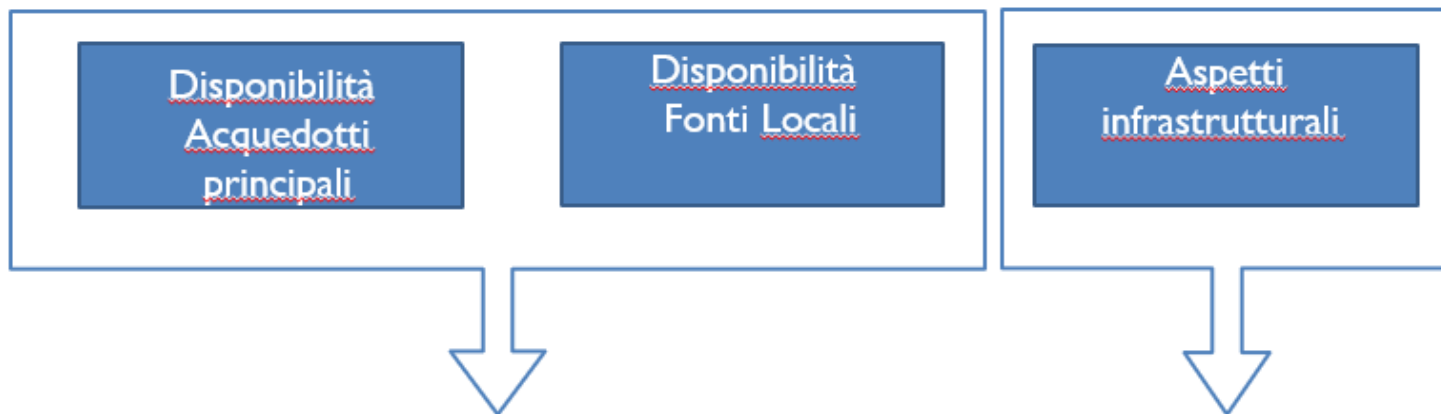 Disponibilità
Acquedotti
principali
Disponibilità
Fonti Locali
Aspetti
infrastrutturali